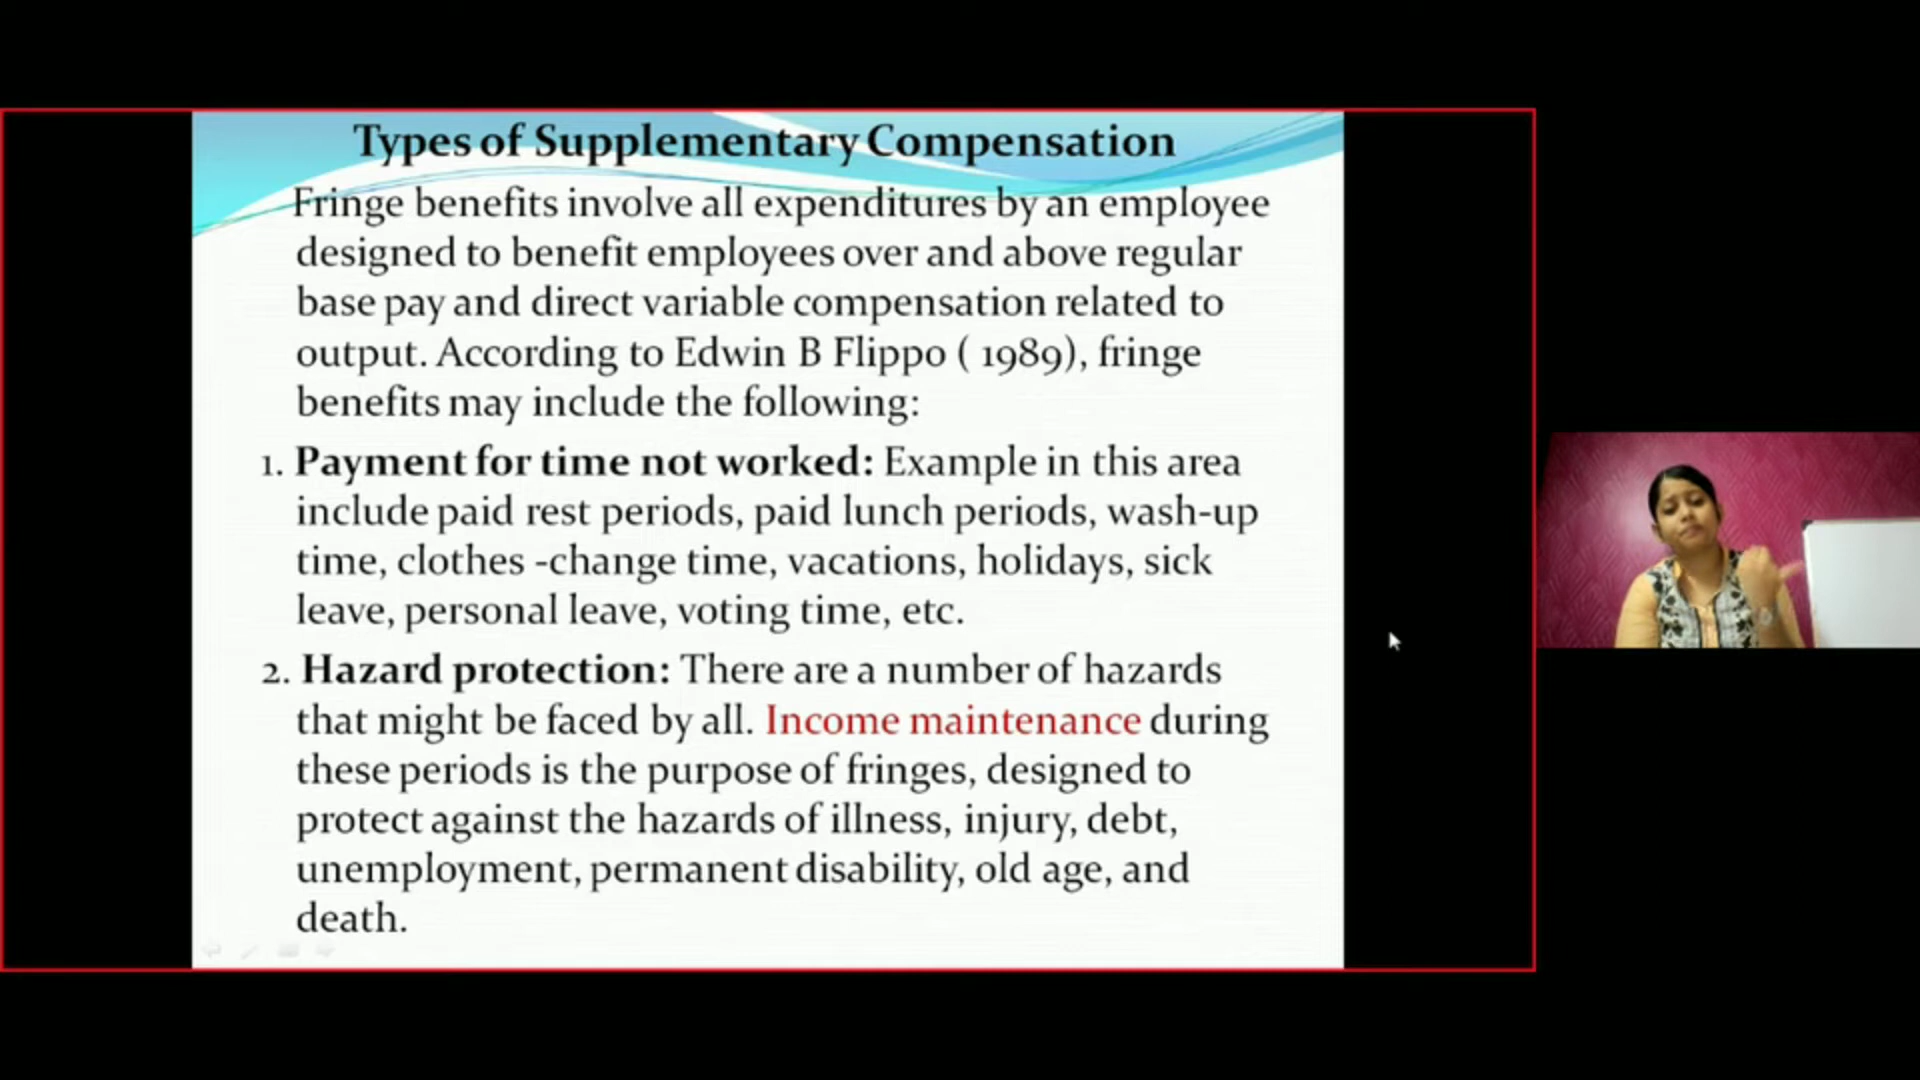 Types of Supplementary Compensation
Fringe benefits involve all expenditures by an employee
designed to benefit employees over and above regular
base pay and direct variable compensation related to
output. According to Edwin B Flippo ( 1989), fringe
benefits may include the following:
1. Payment for time not worked: Example in this area
include paid rest periods, paid lunch periods, wash-up
time, clothes -change time, vacations, holidays, sick
leave, personal leave, voting time, etc.
2. Hazard protection: There are a number of hazards
that might be faced by all. Income maintenance during
these periods is the purpose of fringes, designed to
protect against the hazards of illness, injury, debt,
unemployment, permanent disability, old age, and
death.